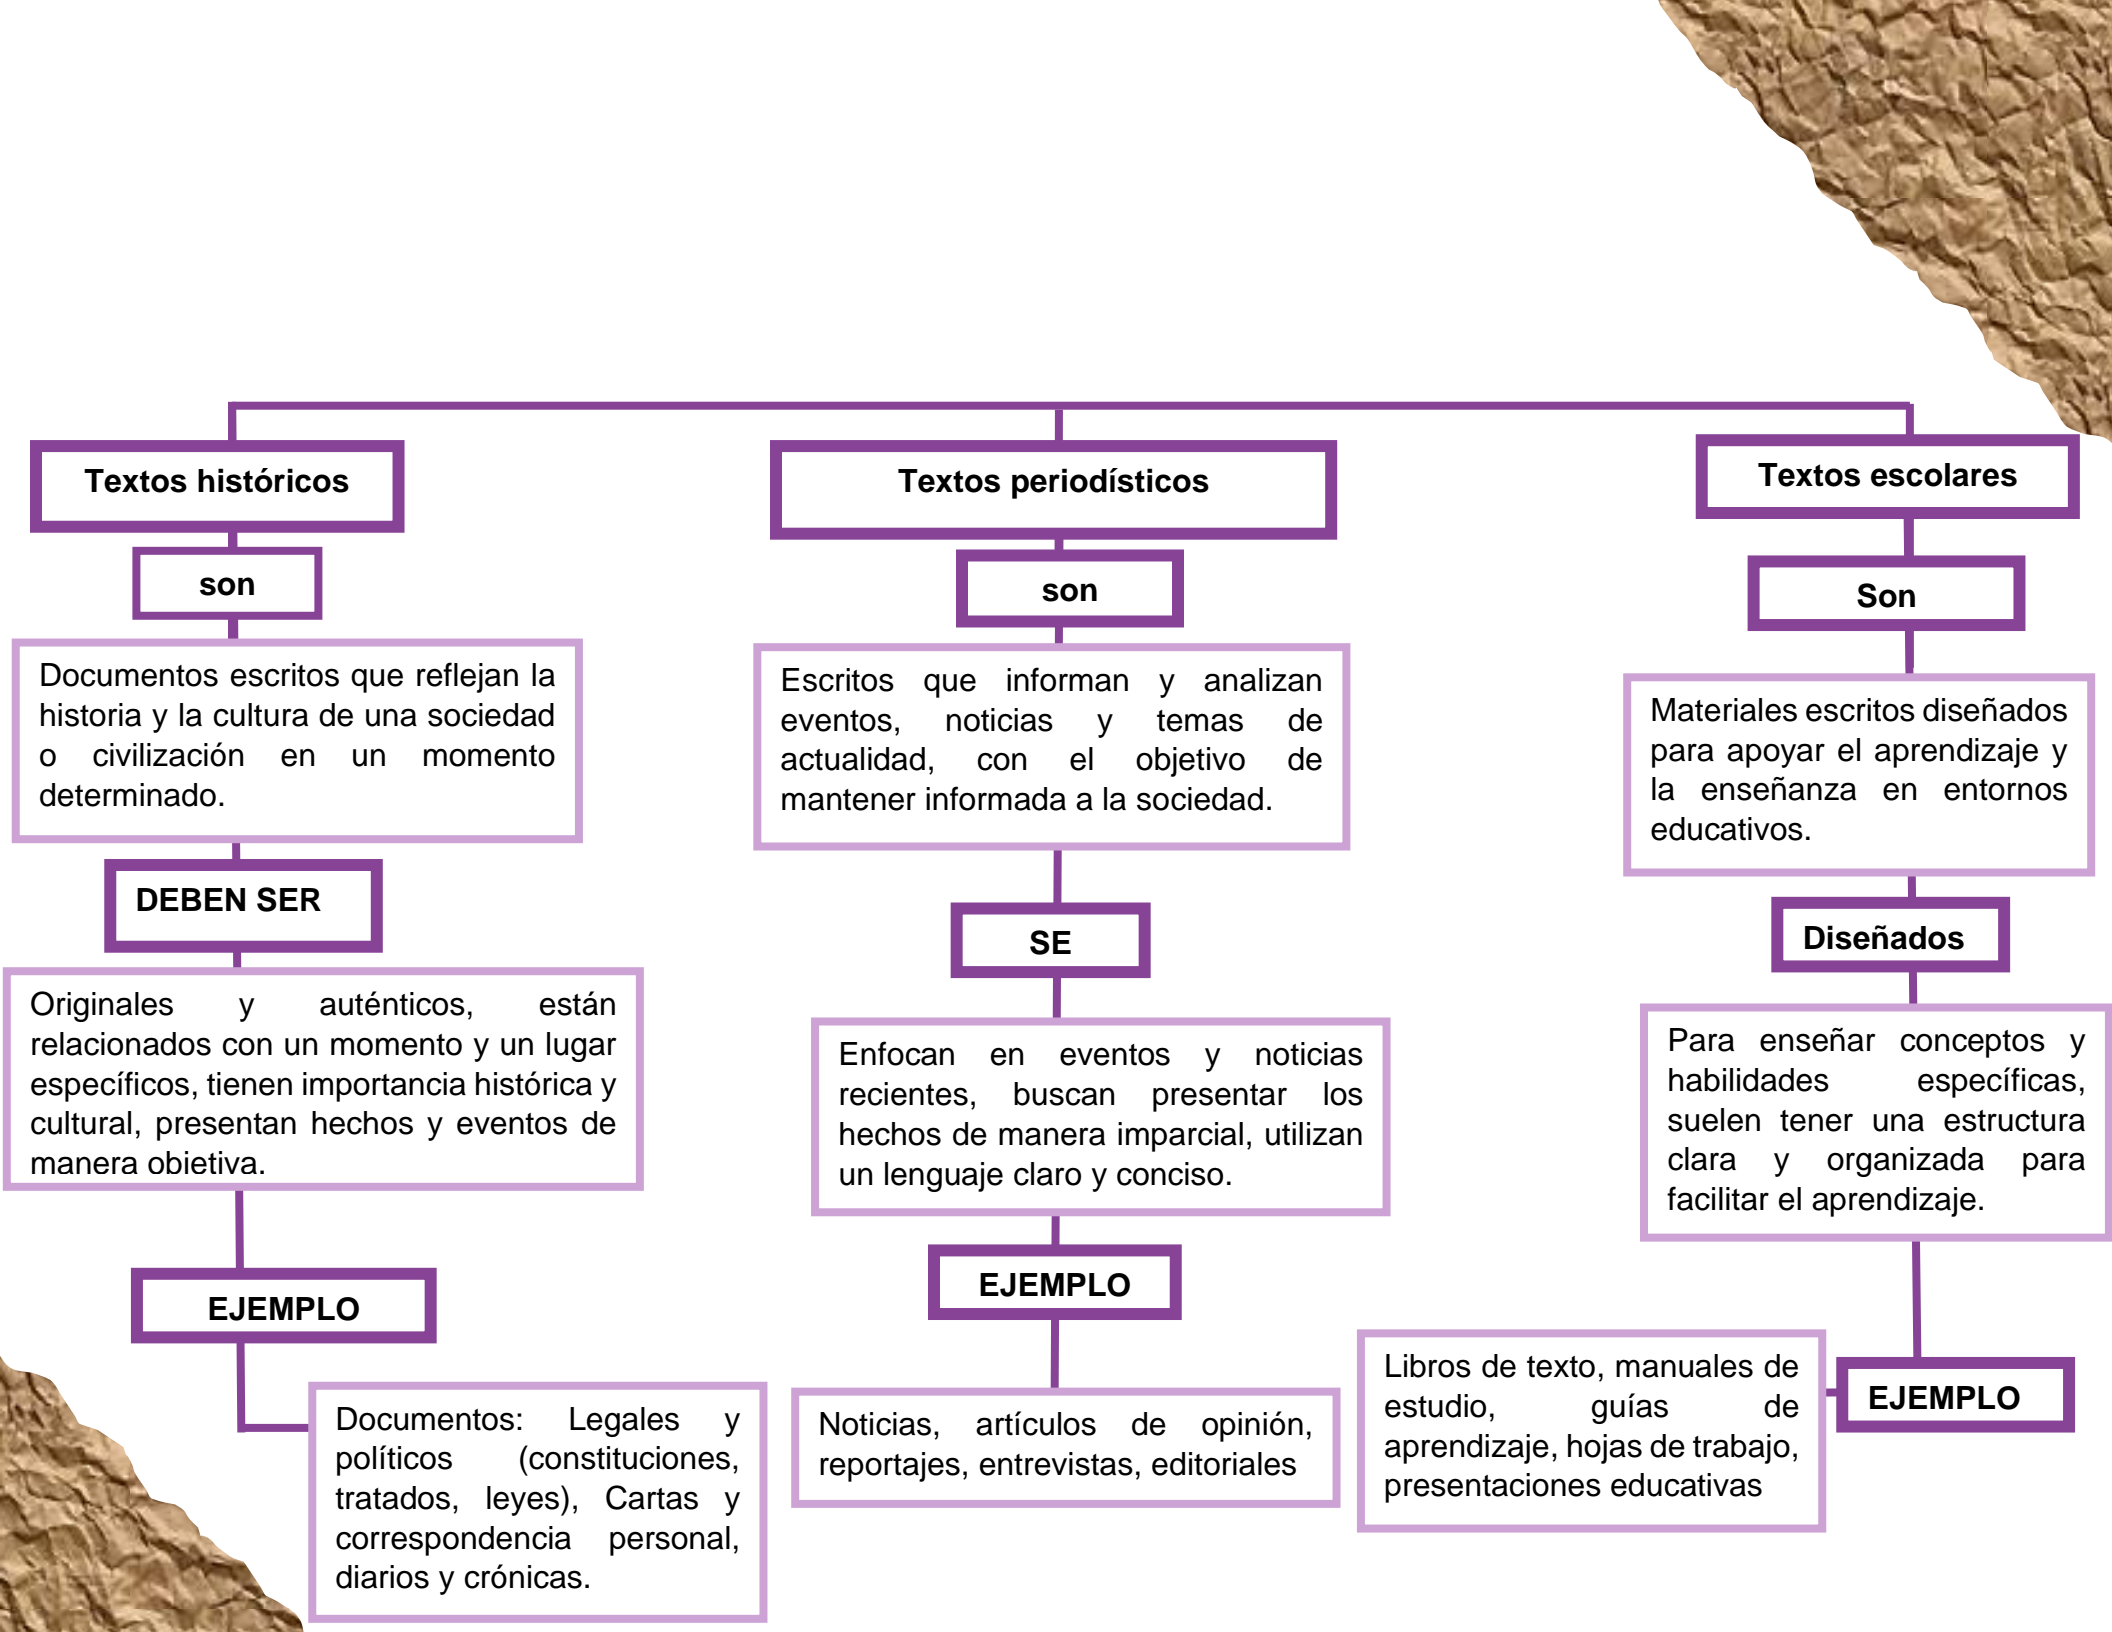 Textos históricos
son
Documentos escritos que reflejan la
historia y la cultura de una sociedad
o civilización en un momento
determinado.
DEBEN SER
Originales y auténticos, están
relacionados con un momento y un lugar
específicos, tienen importancia histórica y
cultural, presentan hechos y eventos de
manera objetiva.
EJEMPLO
Documentos: Legales y
políticos (constituciones,
tratados, leyes), Cartas y
correspondencia personal,
diarios y crónicas.
Textos periodísticos
son
Escritos que informan y analizan
eventos, noticias y temas de
actualidad, con el objetivo de
mantener informada a la sociedad.
SE
Enfocan en eventos y noticias
recientes, buscan presentar los
hechos de manera imparcial, utilizan
un lenguaje claro y conciso.
EJEMPLO
Noticias, artículos de opinión,
reportajes, entrevistas, editoriales
Textos escolares
Son
Materiales escritos diseñados
para apoyar el aprendizaje y
la enseñanza en entornos
educativos.
Diseñados
Para enseñar conceptos y
habilidades específicas,
suelen tener una estructura
clara y organizada para
facilitar el aprendizaje.
EJEMPLO
Libros de texto, manuales de
estudio, guías de
aprendizaje, hojas de trabajo,
presentaciones educativas